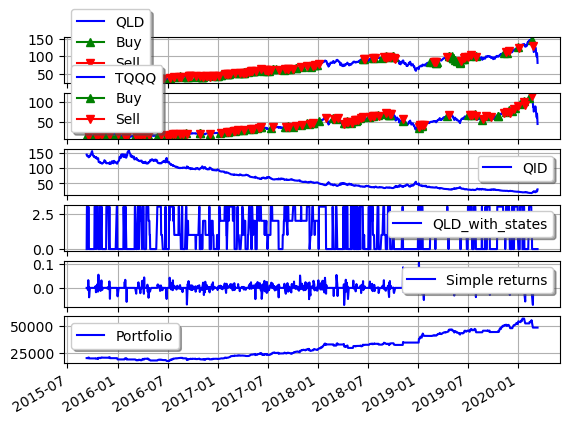 QLD
Buy
Sell
150
100
50
TQQQ
Buy
Sell
100
50
150
100
50
QID
2.5
0.0
QLD_with_states
0.1
0.0
Simple returns
50000
25000
Portfolio
2015-07 2016-01 2016-07 2017-01 2017-07 2018-01 2018-07 2019-01 2019-07 2020-01